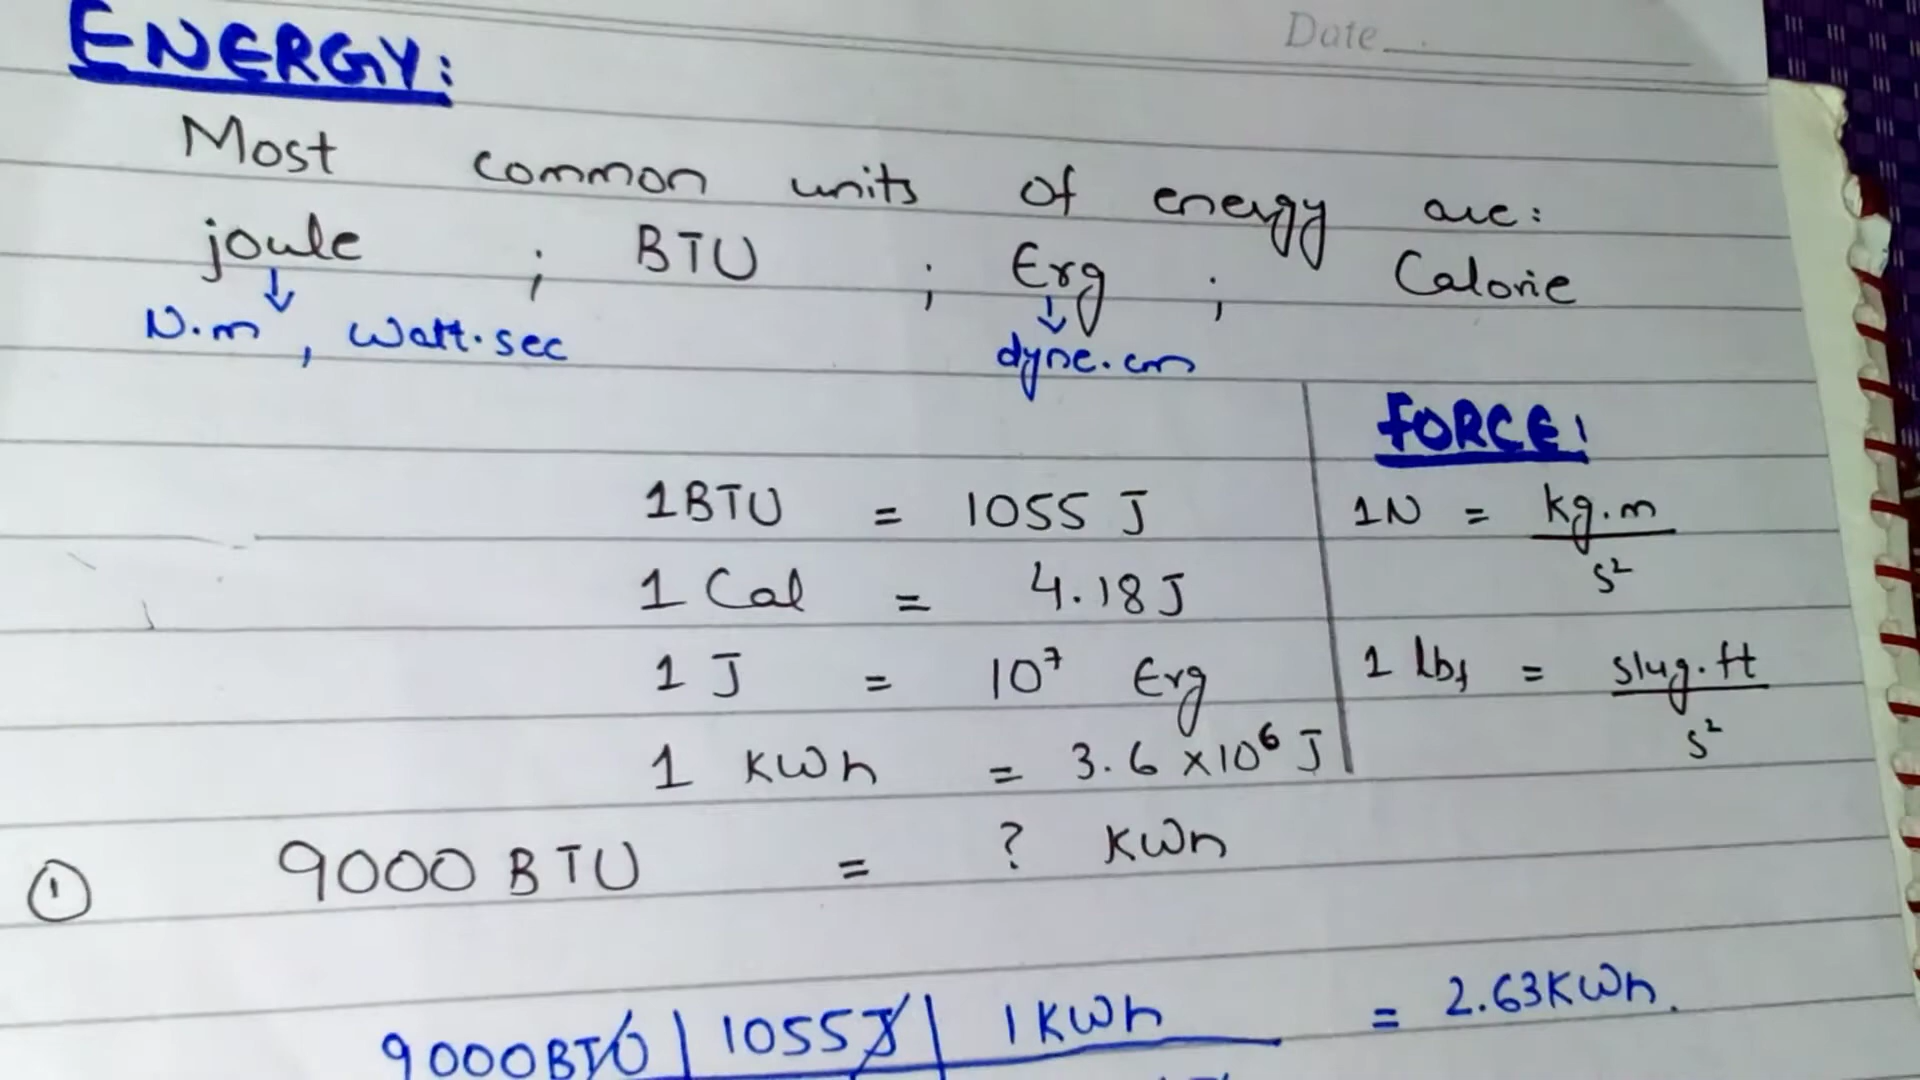 Date
ENERGY:
Most common units of energy are:
joule ; BTU ; Erg ; Calorie
↓ ↓
N.m , Watt.sec dyne.cm
FORCE:
1BTU = 1055 J
1 Cal = 4.18J
1 J = 10⁷ Erg
1 KWh = 3.6 x10⁶ J
1N = kg.m
s²
1 lbf = slug.ft
s²
① 9000 BTU = ? KWh
9000BTU | 1055J | 1KWh = 2.63KWh.